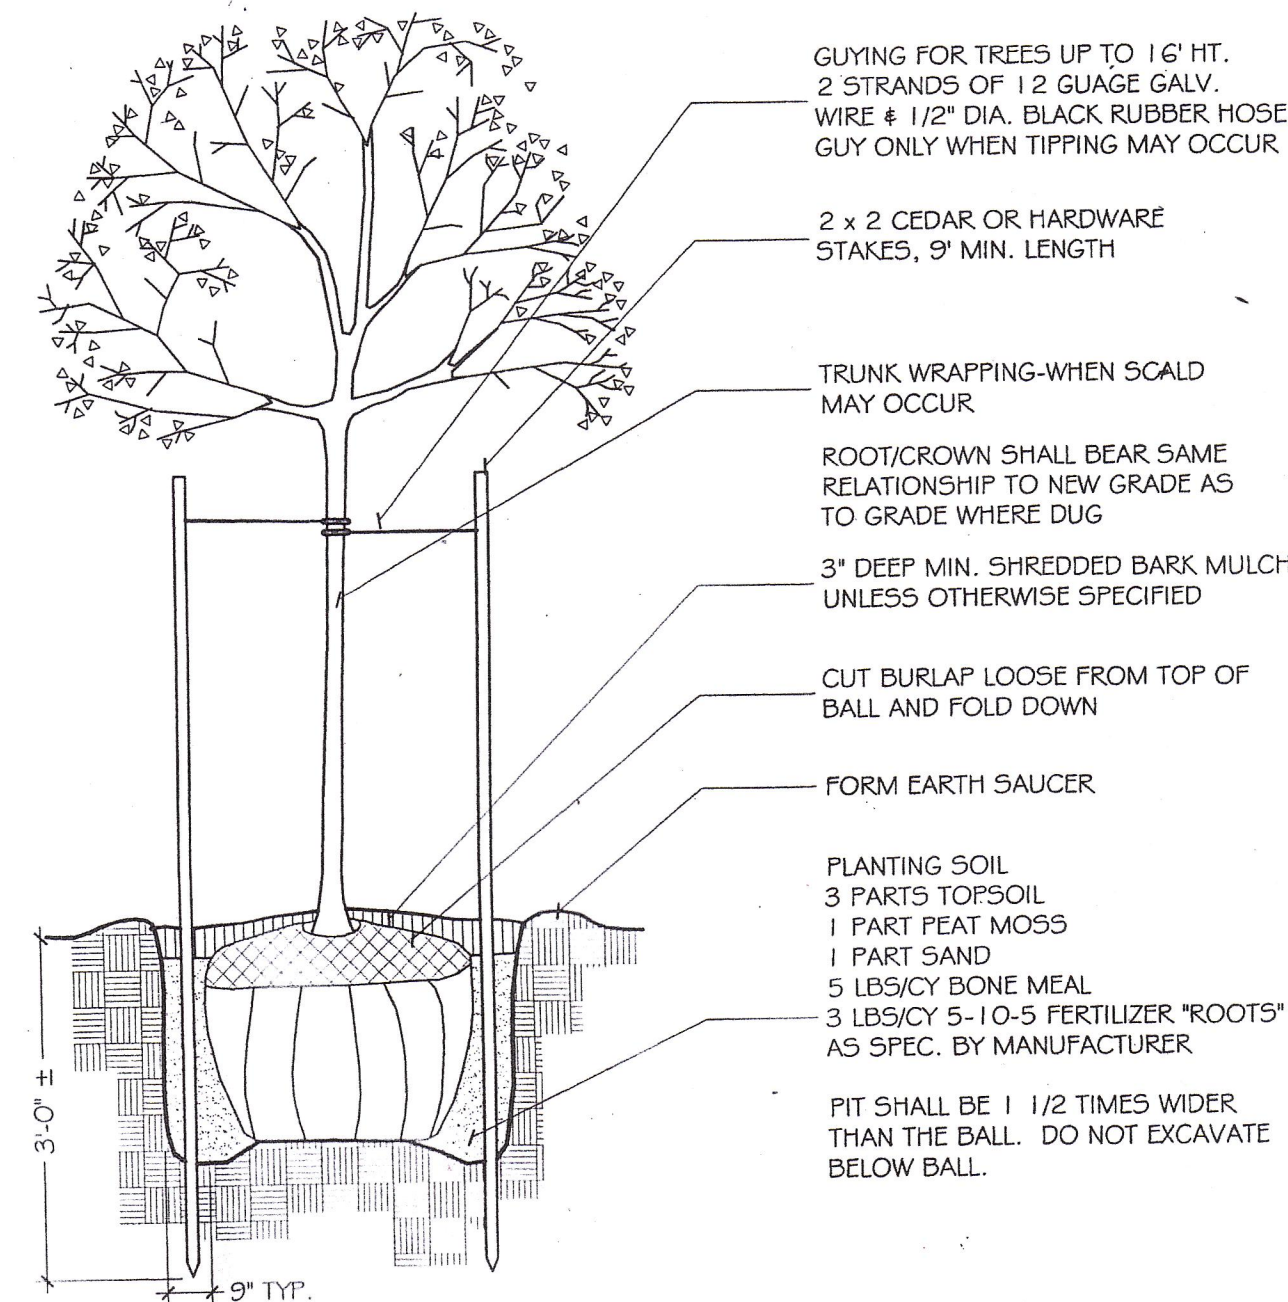 GUYING FOR TREES UP TO 16' HT.
2 STRANDS OF 12 GUAGE GALV.
WIRE & 1/2" DIA. BLACK RUBBER HOSE
GUY ONLY WHEN TIPPING MAY OCCUR
2 x 2 CEDAR OR HARDWARE
STAKES, 9' MIN. LENGTH
TRUNK WRAPPING-WHEN SCALD
MAY OCCUR
ROOT/CROWN SHALL BEAR SAME
RELATIONSHIP TO NEW GRADE AS
TO GRADE WHERE DUG
3" DEEP MIN. SHREDDED BARK MULCH
UNLESS OTHERWISE SPECIFIED
CUT BURLAP LOOSE FROM TOP OF
BALL AND FOLD DOWN
FORM EARTH SAUCER
PLANTING SOIL
3 PARTS TOPSOIL
1 PART PEAT MOSS
1 PART SAND
5 LBS/CY BONE MEAL
3 LBS/CY 5-10-5 FERTILIZER "ROOTS"
AS SPEC. BY MANUFACTURER
PIT SHALL BE 1 1/2 TIMES WIDER
THAN THE BALL. DO NOT EXCAVATE
BELOW BALL.
3'-0" ±
9" TYP.